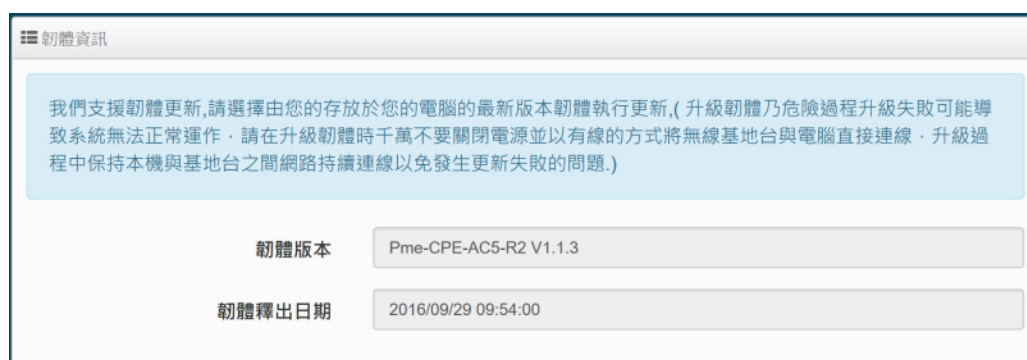 韌體資訊
我們支援韌體更新,請選擇由您的存放於您的電腦的最新版本韌體執行更新,( 升級韌體乃危險過程升級失敗可能導
致系統無法正常運作‧請在升級韌體時千萬不要關閉電源並以有線的方式將無線基地台與電腦直接連線‧升級過
程中保持本機與基地台之間網路持續連線以免發生更新失敗的問題.)
韌體版本 Pme-CPE-AC5-R2 V1.1.3
韌體釋出日期 2016/09/29 09:54:00